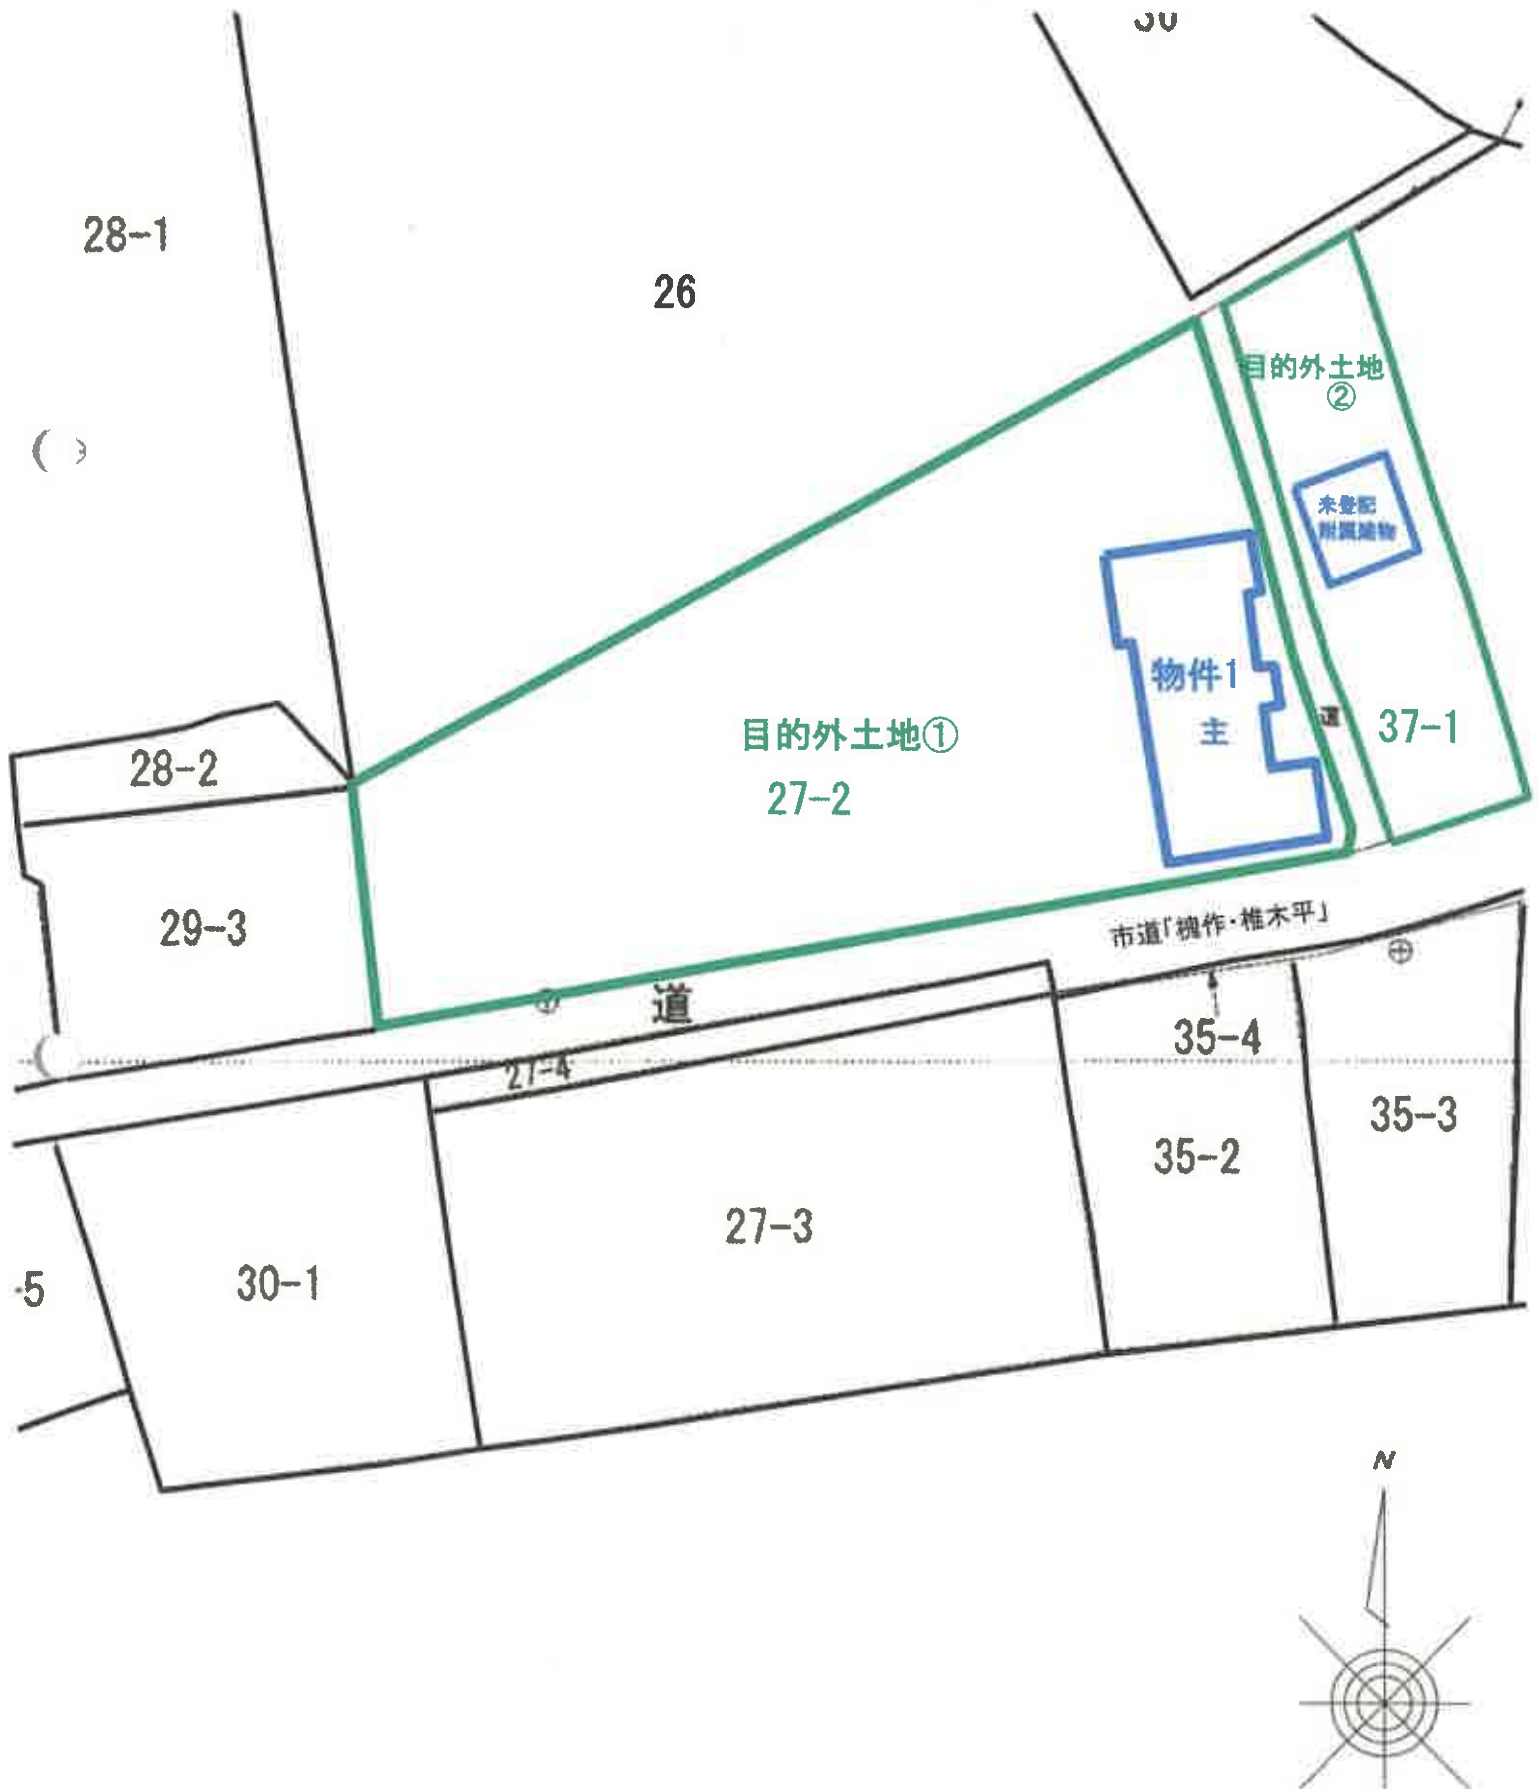 28-1
26
目的外土地
②
未登記
附属建物
物件1
主
道
37-1
目的外土地①
27-2
28-2
29-3
市道「槐作・椎木平」
道
27-4
35-4
35-3
35-2
27-3
30-1
-5
N